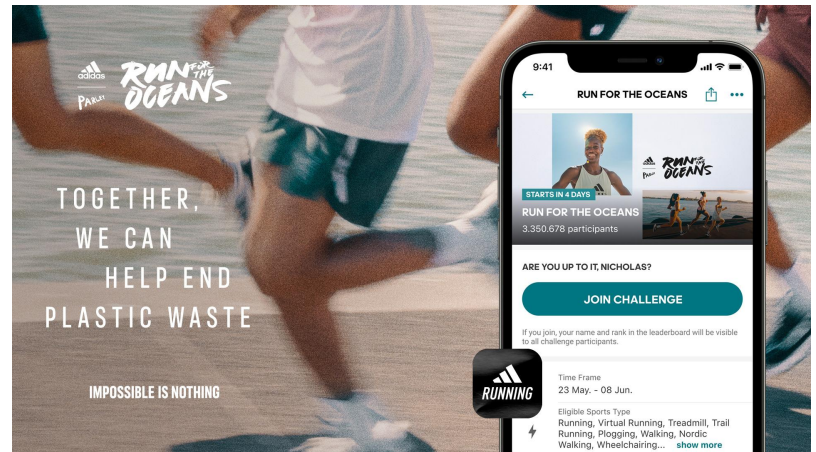 adidas
PARLEY
RUN FOR THE OCEANS
TOGETHER,
WE CAN
HELP END
PLASTIC WASTE
IMPOSSIBLE IS NOTHING
9:41
RUN FOR THE OCEANS
adidas
PARLEY
RUN FOR THE OCEANS
STARTS IN 4 DAYS
RUN FOR THE OCEANS
3.350.678 participants
ARE YOU UP TO IT, NICHOLAS?
JOIN CHALLENGE
If you join, your name and rank in the leaderboard will be visible
to all challenge participants.
RUNNING
Time Frame
23 May. - 08 Jun.
Eligible Sports Type
Running, Virtual Running, Treadmill, Trail
Running, Plogging, Walking, Nordic
Walking, Wheelchairing... show more